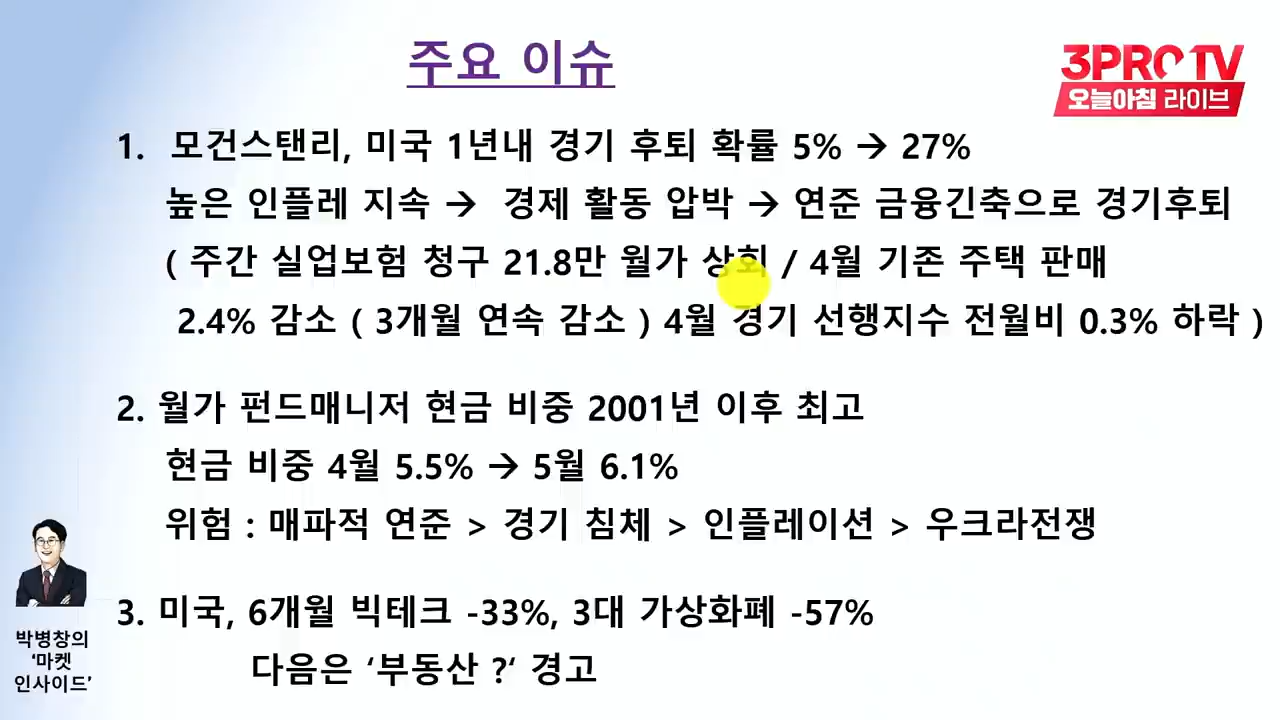 주요 이슈
3PRO TV
오늘아침 라이브
1. 모건스탠리, 미국 1년내 경기 후퇴 확률 5% → 27%
높은 인플레 지속 → 경제 활동 압박 → 연준 금융긴축으로 경기후퇴
( 주간 실업보험 청구 21.8만 월가 상회 / 4월 기존 주택 판매
2.4% 감소 ( 3개월 연속 감소 ) 4월 경기 선행지수 전월비 0.3% 하락 )
2. 월가 펀드매니저 현금 비중 2001년 이후 최고
현금 비중 4월 5.5% → 5월 6.1%
위험 : 매파적 연준 > 경기 침체 > 인플레이션 > 우크라전쟁
3. 미국, 6개월 빅테크 -33%, 3대 가상화폐 -57%
다음은 ‘부동산 ?‘ 경고
박병창의
‘마켓
인사이드’